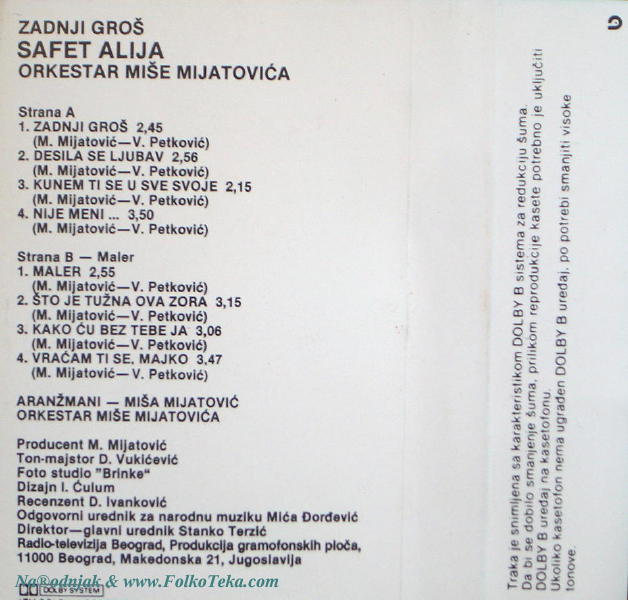 ZADNJI GROŠ
SAFET ALIJA
ORKESTAR MIŠE MIJATOVIĆA
Strana A
1. ZADNJI GROŠ 2,45
(M. Mijatović—V. Petković)
2. DESILA SE LJUBAV 2,56
(M. Mijatović—V. Petković)
3. KUNEM TI SE U SVE SVOJE 2,15
(M. Mijatović—V. Petković)
4. NIJE MENI ... 3,50
(M. Mijatović—V. Petković)
Strana B — Maler
1. MALER 2,55
(M. Mijatović—V. Petković)
2. ŠTO JE TUŽNA OVA ZORA 3,15
(M. Mijatović—V. Petković)
3. KAKO ĆU BEZ TEBE JA 3,06
(M. Mijatović—V. Petković)
4. VRAĆAM TI SE, MAJKO 3,47
(M. Mijatović—V. Petković)
ARANŽMANI — MIŠA MIJATOVIĆ
ORKESTAR MIŠE MIJATOVIĆA
Producent M. Mijatović
Ton-majstor D. Vukićević
Foto studio "Brinke"
Dizajn I. Ćulum
Recenzent D. Ivanković
Odgovorni urednik za narodnu muziku Mića Đorđević
Direktor—glavni urednik Stanko Terzić
Radio-televizija Beograd, Produkcija gramofonskih ploča,
11000 Beograd, Makedonska 21, Jugoslavija
Na®odnjak & www.FolkoTeka.com
DOLBY SYSTEM
Traka je snimljena sa karakteristikom DOLBY B sistema za redukciju šuma.
Da bi se dobilo smanjenje šuma, prilikom reprodukcije kasete potrebno je uključiti
DOLBY B uređaj na kasetofonu.
Ukoliko kasetofon nema ugrađen DOLBY B uređaj, po potrebi smanjiti visoke
tonove.